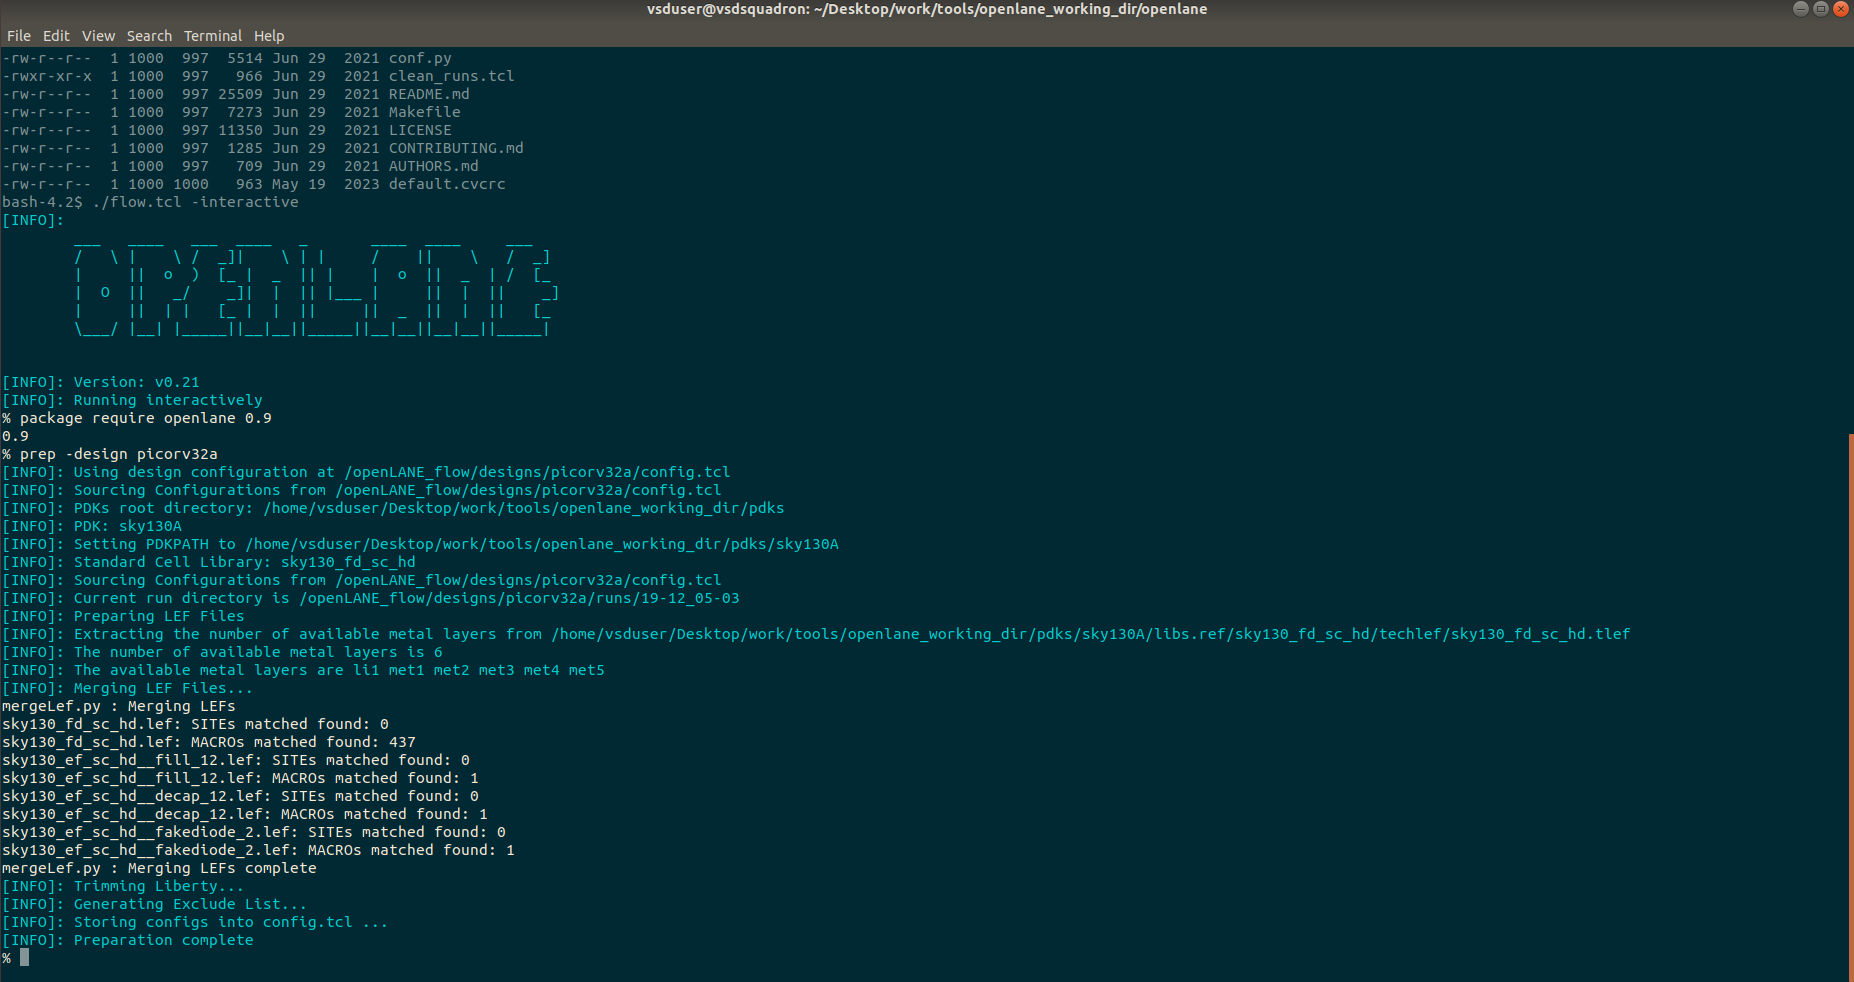 vsduser@vsdsquadron: ~/Desktop/work/tools/openlane_working_dir/openlane
File Edit View Search Terminal Help
-rw-r--r--  1 1000  997  5514 Jun 29  2021 conf.py
-rwxr-xr-x  1 1000  997   966 Jun 29  2021 clean_runs.tcl
-rw-r--r--  1 1000  997 25509 Jun 29  2021 README.md
-rw-r--r--  1 1000  997  7273 Jun 29  2021 Makefile
-rw-r--r--  1 1000  997 11350 Jun 29  2021 LICENSE
-rw-r--r--  1 1000  997  1285 Jun 29  2021 CONTRIBUTING.md
-rw-r--r--  1 1000  997   709 Jun 29  2021 AUTHORS.md
-rw-r--r--  1 1000 1000   963 May 19  2023 default.cvcrc
bash-4.2$ ./flow.tcl -interactive
[INFO]:
OPENLANE
[INFO]: Version: v0.21
[INFO]: Running interactively
% package require openlane 0.9
0.9
% prep -design picorv32a
[INFO]: Using design configuration at /openLANE_flow/designs/picorv32a/config.tcl
[INFO]: Sourcing Configurations from /openLANE_flow/designs/picorv32a/config.tcl
[INFO]: PDKs root directory: /home/vsduser/Desktop/work/tools/openlane_working_dir/pdks
[INFO]: PDK: sky130A
[INFO]: Setting PDKPATH to /home/vsduser/Desktop/work/tools/openlane_working_dir/pdks/sky130A
[INFO]: Standard Cell Library: sky130_fd_sc_hd
[INFO]: Sourcing Configurations from /openLANE_flow/designs/picorv32a/config.tcl
[INFO]: Current run directory is /openLANE_flow/designs/picorv32a/runs/19-12_05-03
[INFO]: Preparing LEF Files
[INFO]: Extracting the number of available metal layers from /home/vsduser/Desktop/work/tools/openlane_working_dir/pdks/sky130A/libs.ref/sky130_fd_sc_hd/techlef/sky130_fd_sc_hd.tlef
[INFO]: The number of available metal layers is 6
[INFO]: The available metal layers are li1 met1 met2 met3 met4 met5
[INFO]: Merging LEF Files...
mergeLef.py : Merging LEFs
sky130_fd_sc_hd.lef: SITEs matched found: 0
sky130_fd_sc_hd.lef: MACROs matched found: 437
sky130_ef_sc_hd__fill_12.lef: SITEs matched found: 0
sky130_ef_sc_hd__fill_12.lef: MACROs matched found: 1
sky130_ef_sc_hd__decap_12.lef: SITEs matched found: 0
sky130_ef_sc_hd__decap_12.lef: MACROs matched found: 1
sky130_ef_sc_hd__fakediode_2.lef: SITEs matched found: 0
sky130_ef_sc_hd__fakediode_2.lef: MACROs matched found: 1
mergeLef.py : Merging LEFs complete
[INFO]: Trimming Liberty...
[INFO]: Generating Exclude List...
[INFO]: Storing configs into config.tcl ...
[INFO]: Preparation complete
%